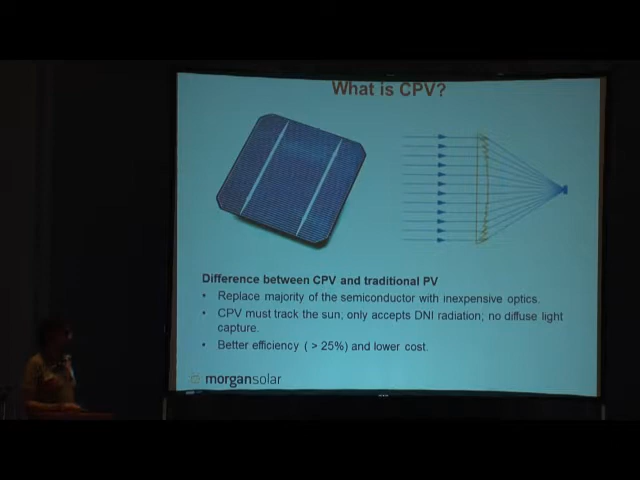 What is CPV?
Difference between CPV and traditional PV
• Replace majority of the semiconductor with inexpensive optics.
• CPV must track the sun; only accepts DNI radiation; no diffuse light
capture.
• Better efficiency ( > 25%) and lower cost.
morgansolar